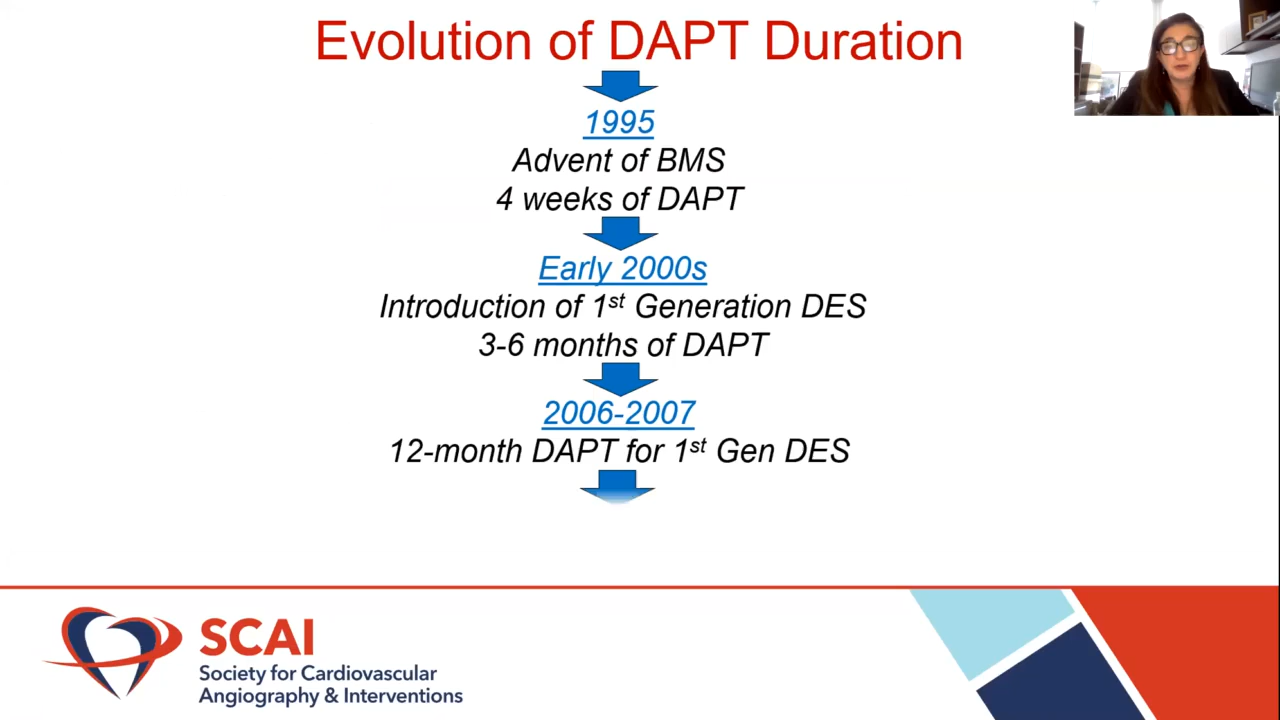 Evolution of DAPT Duration
1995
Advent of BMS
4 weeks of DAPT
Early 2000s
Introduction of 1st Generation DES
3-6 months of DAPT
2006-2007
12-month DAPT for 1st Gen DES
SCAI
Society for Cardiovascular
Angiography & Interventions